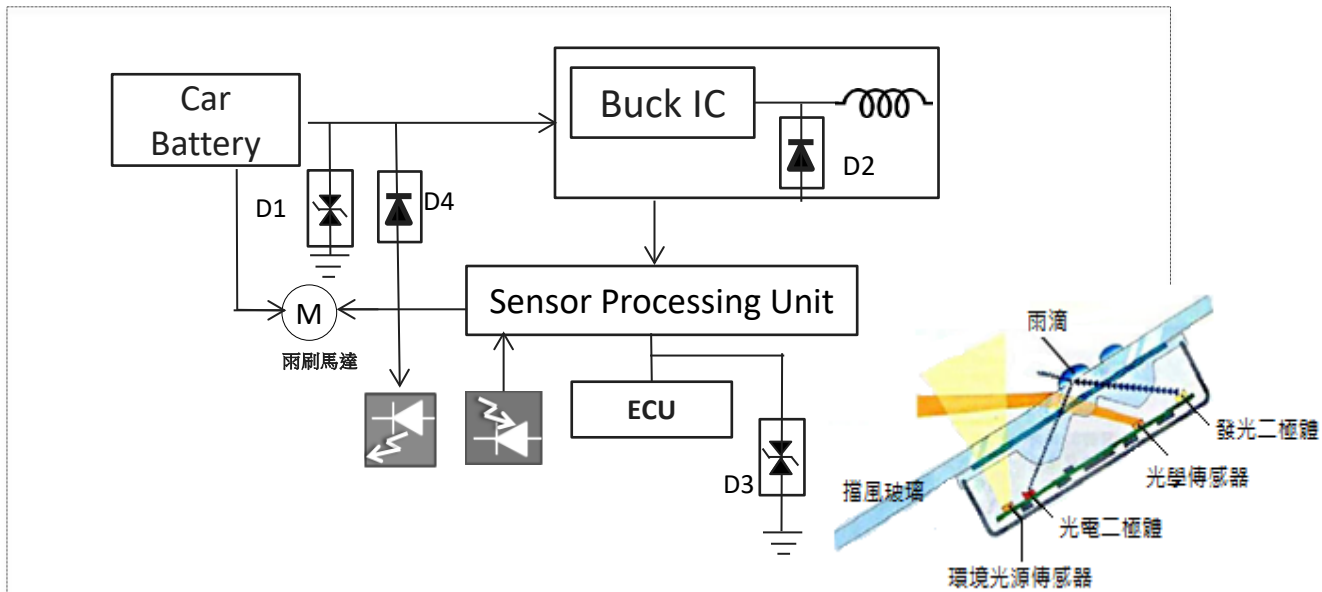 Car
Battery
Buck IC
D2
D1
D4
Sensor Processing Unit
M
雨刷馬達
ECU
D3
雨滴
發光二極體
光學傳感器
擋風玻璃
光電二極體
環境光源傳感器